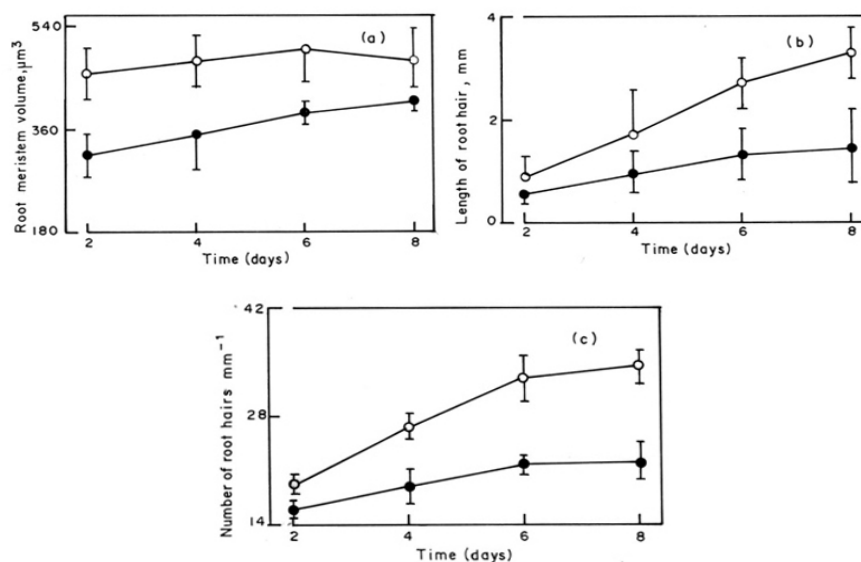 540
360
180
Root meristem volume, μm³
(a)
2 4 6 8
Time (days)
4
2
0
Length of root hair, mm
(b)
2 4 6 8
Time (days)
42
28
14
Number of root hairs mm⁻¹
(c)
2 4 6 8
Time (days)